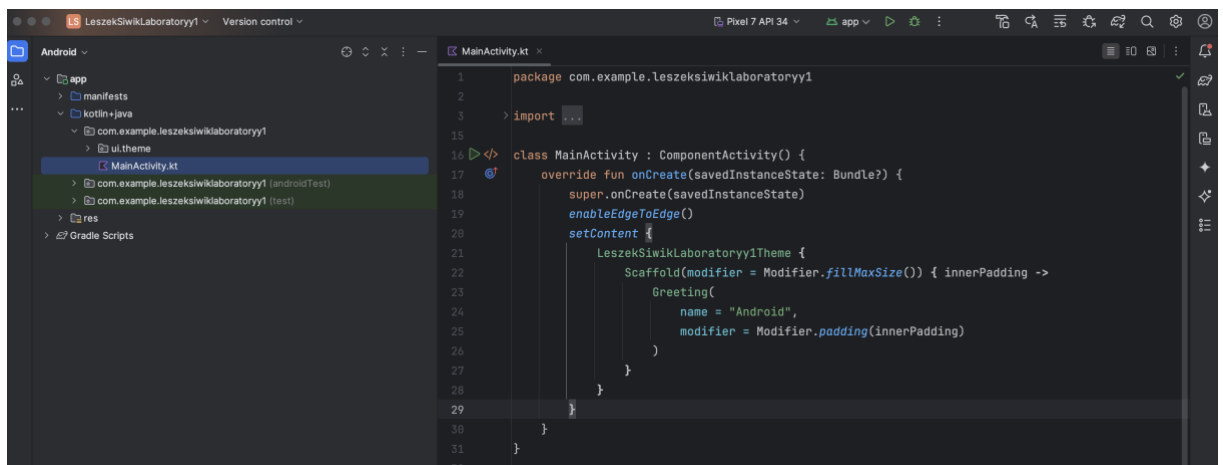 LS LeszekSiwikLaboratoryy1 Version control Pixel 7 API 34 app
Android
app
manifests
kotlin+java
com.example.leszeksiwiklaboratoryy1
ui.theme
MainActivity.kt
com.example.leszeksiwiklaboratoryy1 (androidTest)
com.example.leszeksiwiklaboratoryy1 (test)
res
Gradle Scripts
MainActivity.kt
1 package com.example.leszeksiwiklaboratoryy1
2
3 import ...
15
16 class MainActivity : ComponentActivity() {
17 override fun onCreate(savedInstanceState: Bundle?) {
18 super.onCreate(savedInstanceState)
19 enableEdgeToEdge()
20 setContent {
21 LeszekSiwikLaboratoryy1Theme {
22 Scaffold(modifier = Modifier.fillMaxSize()) { innerPadding ->
23 Greeting(
24 name = "Android",
25 modifier = Modifier.padding(innerPadding)
26 )
27 }
28 }
29 }
30 }
31 }